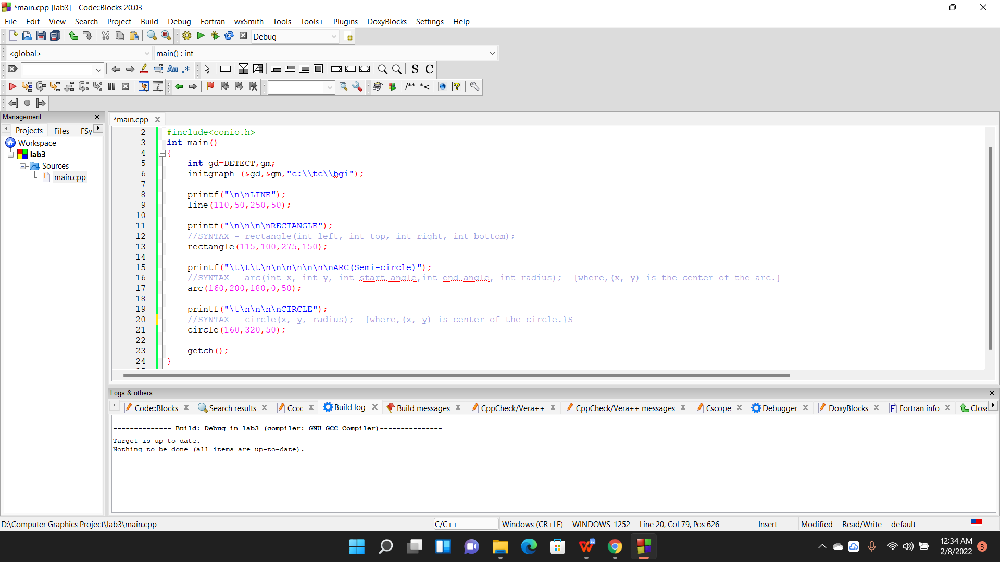 *main.cpp [lab3] - Code::Blocks 20.03
File Edit View Search Project Build Debug Fortran wxSmith Tools Tools+ Plugins DoxyBlocks Settings Help
Debug
<global> main() : int
Aa .* S C
/** *<
Management
Projects Files FSy
Workspace
lab3
Sources
main.cpp
*main.cpp
2 #include<conio.h>
3 int main()
4 {
5 int gd=DETECT,gm;
6 initgraph (&gd,&gm,"c:\\tc\\bgi");
7
8 printf("\n\nLINE");
9 line(110,50,250,50);
10
11 printf("\n\n\n\nRECTANGLE");
12 //SYNTAX - rectangle(int left, int top, int right, int bottom);
13 rectangle(115,100,275,150);
14
15 printf("\t\t\t\n\n\n\n\n\n\nARC(Semi-circle)");
16 //SYNTAX - arc(int x, int y, int start_angle,int end_angle, int radius);  {where,(x, y) is the center of the arc.}
17 arc(160,200,180,0,50);
18
19 printf("\t\n\n\n\nCIRCLE");
20 //SYNTAX - circle(x, y, radius);  {where,(x, y) is center of the circle.}S
21 circle(160,320,50);
22
23 getch();
24 }
Logs & others
Code::Blocks Search results Cccc Build log Build messages CppCheck/Vera++ CppCheck/Vera++ messages Cscope Debugger DoxyBlocks Fortran info Close
-------------- Build: Debug in lab3 (compiler: GNU GCC Compiler)---------------
Target is up to date.
Nothing to be done (all items are up-to-date).
D:\Computer Graphics Project\lab3\main.cpp C/C++ Windows (CR+LF) WINDOWS-1252 Line 20, Col 79, Pos 626 Insert Modified Read/Write default
12:34 AM
2/8/2022
3